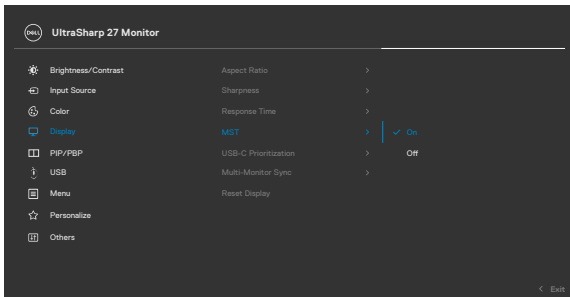 DELL UltraSharp 27 Monitor
Brightness/Contrast Aspect Ratio
Input Source Sharpness
Color Response Time
Display MST On
PIP/PBP USB-C Prioritization Off
USB Multi-Monitor Sync
Menu Reset Display
Personalize
Others
Exit